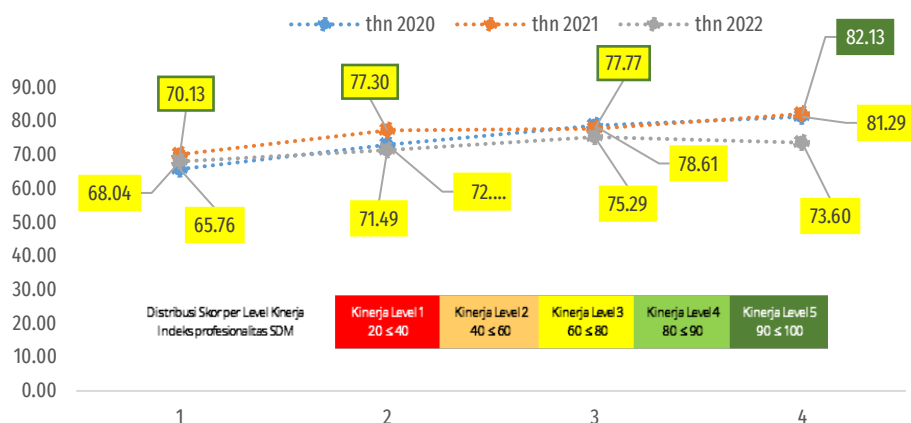 thn 2020 thn 2021 thn 2022
82.13
90.00
80.00
70.00
60.00
50.00
40.00
30.00
20.00
10.00
0.00
70.13
77.30
77.77
81.29
68.04
65.76
71.49
72....
78.61
75.29
73.60
Distribusi Skor per Level Kinerja
Indeks profesionalitas SDM
Kinerja Level 1
20 ≤ 40
Kinerja Level 2
40 ≤ 60
Kinerja Level 3
60 ≤ 80
Kinerja Level 4
80 ≤ 90
Kinerja Level 5
90 ≤ 100
1 2 3 4